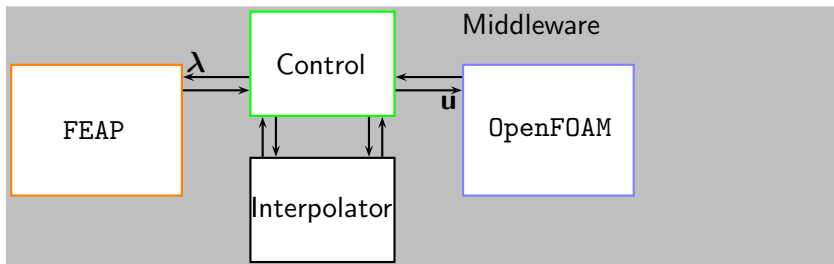 Middleware
λ
Control
FEAP
u
OpenFOAM
Interpolator